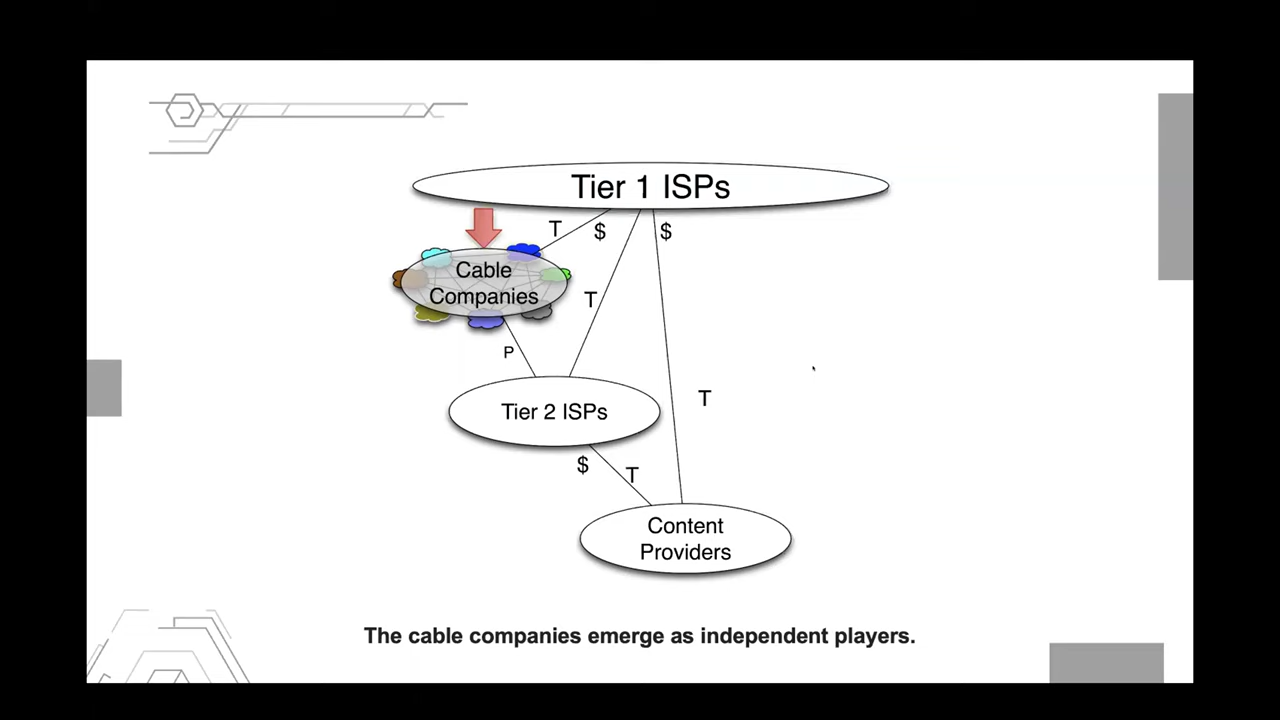 Tier 1 ISPs
T
$
$
Cable
Companies
T
P
T
Tier 2 ISPs
$
T
Content
Providers
The cable companies emerge as independent players.